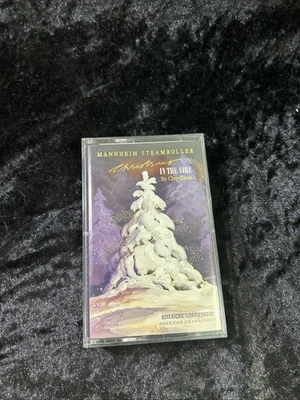 MANNHEIM STEAMROLLER
Christmas
IN THE AIRE
By Chip Davis
AMERICAN GRAMAPHONE